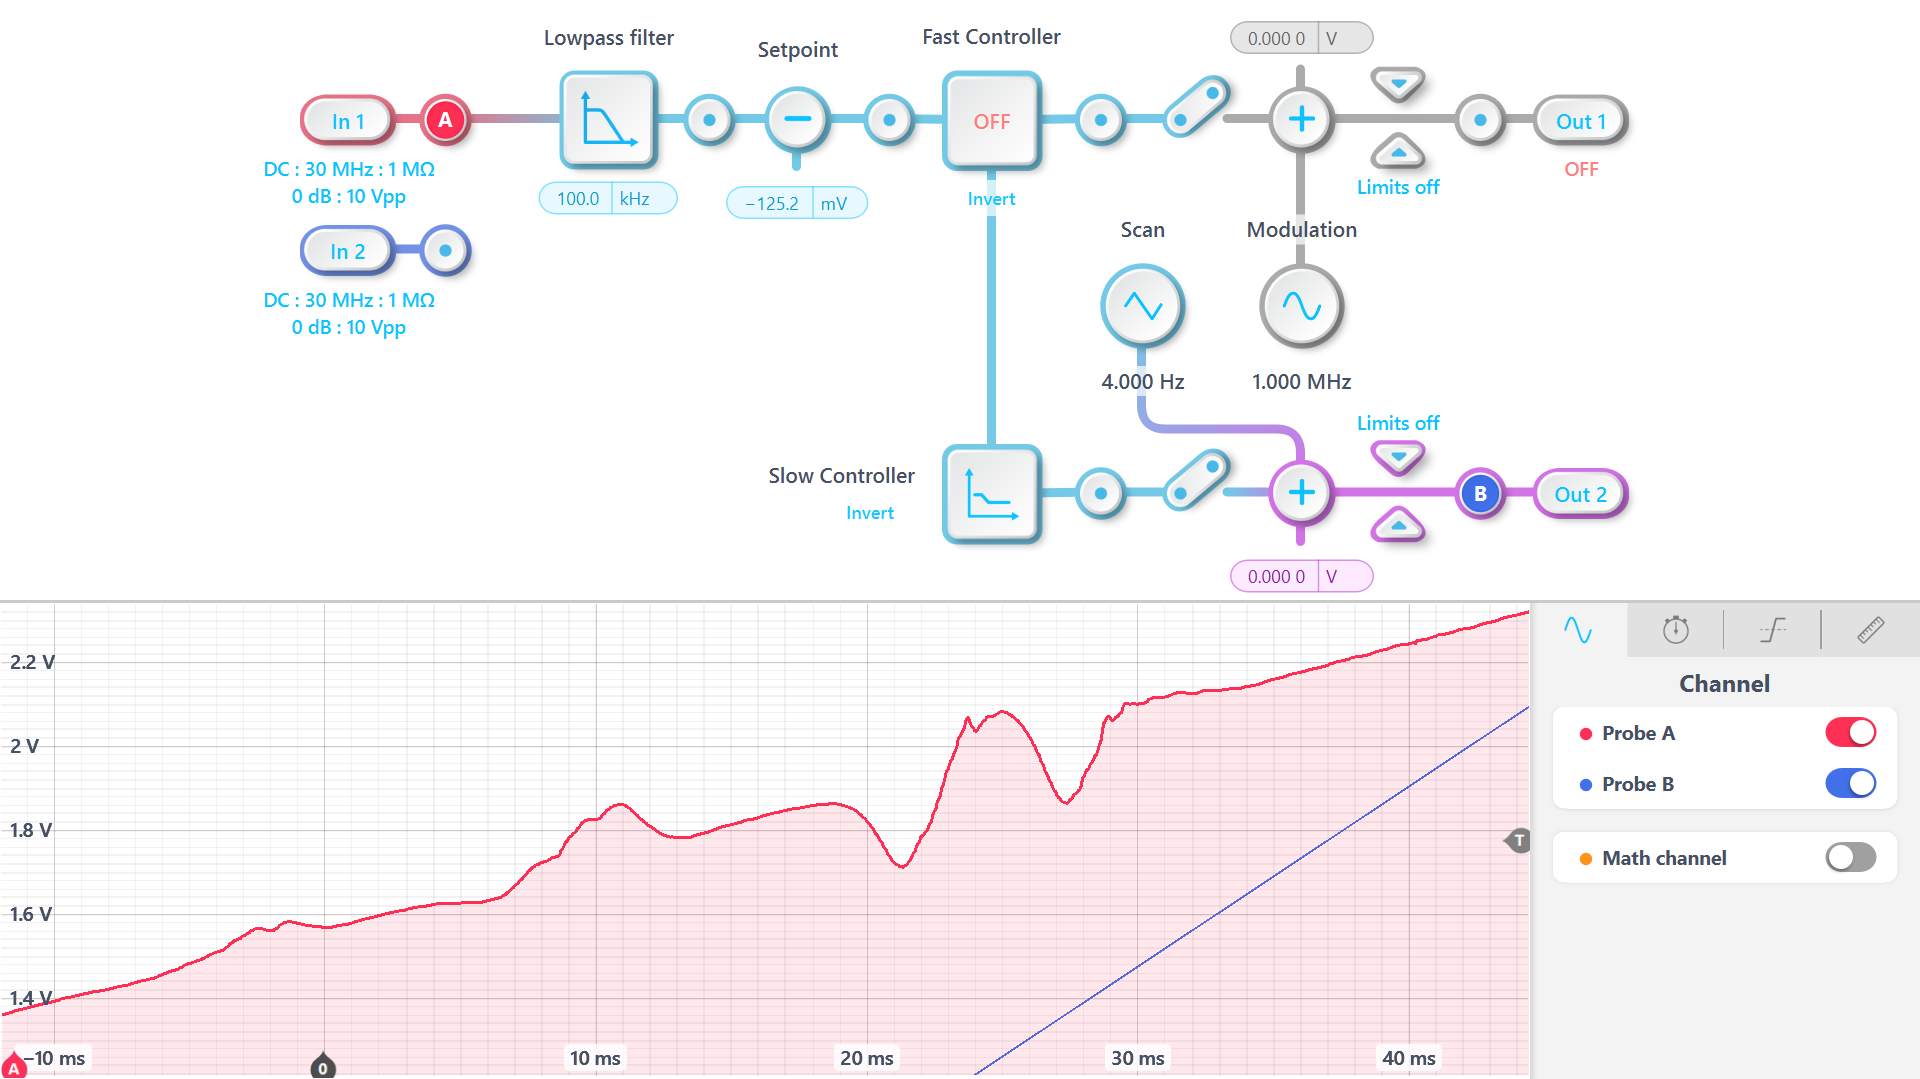 Lowpass filter
Setpoint
Fast Controller
0.000 0 V
In 1
A
OFF
Out 1
DC : 30 MHz : 1 MΩ
0 dB : 10 Vpp
100.0 kHz
−125.2 mV
Invert
Limits off
OFF
In 2
DC : 30 MHz : 1 MΩ
0 dB : 10 Vpp
Scan
Modulation
4.000 Hz
1.000 MHz
Limits off
Slow Controller
Invert
B
Out 2
0.000 0 V
2.2 V
2 V
1.8 V
1.6 V
1.4 V
−10 ms
10 ms
20 ms
30 ms
40 ms
A
0
T
Channel
Probe A
Probe B
Math channel